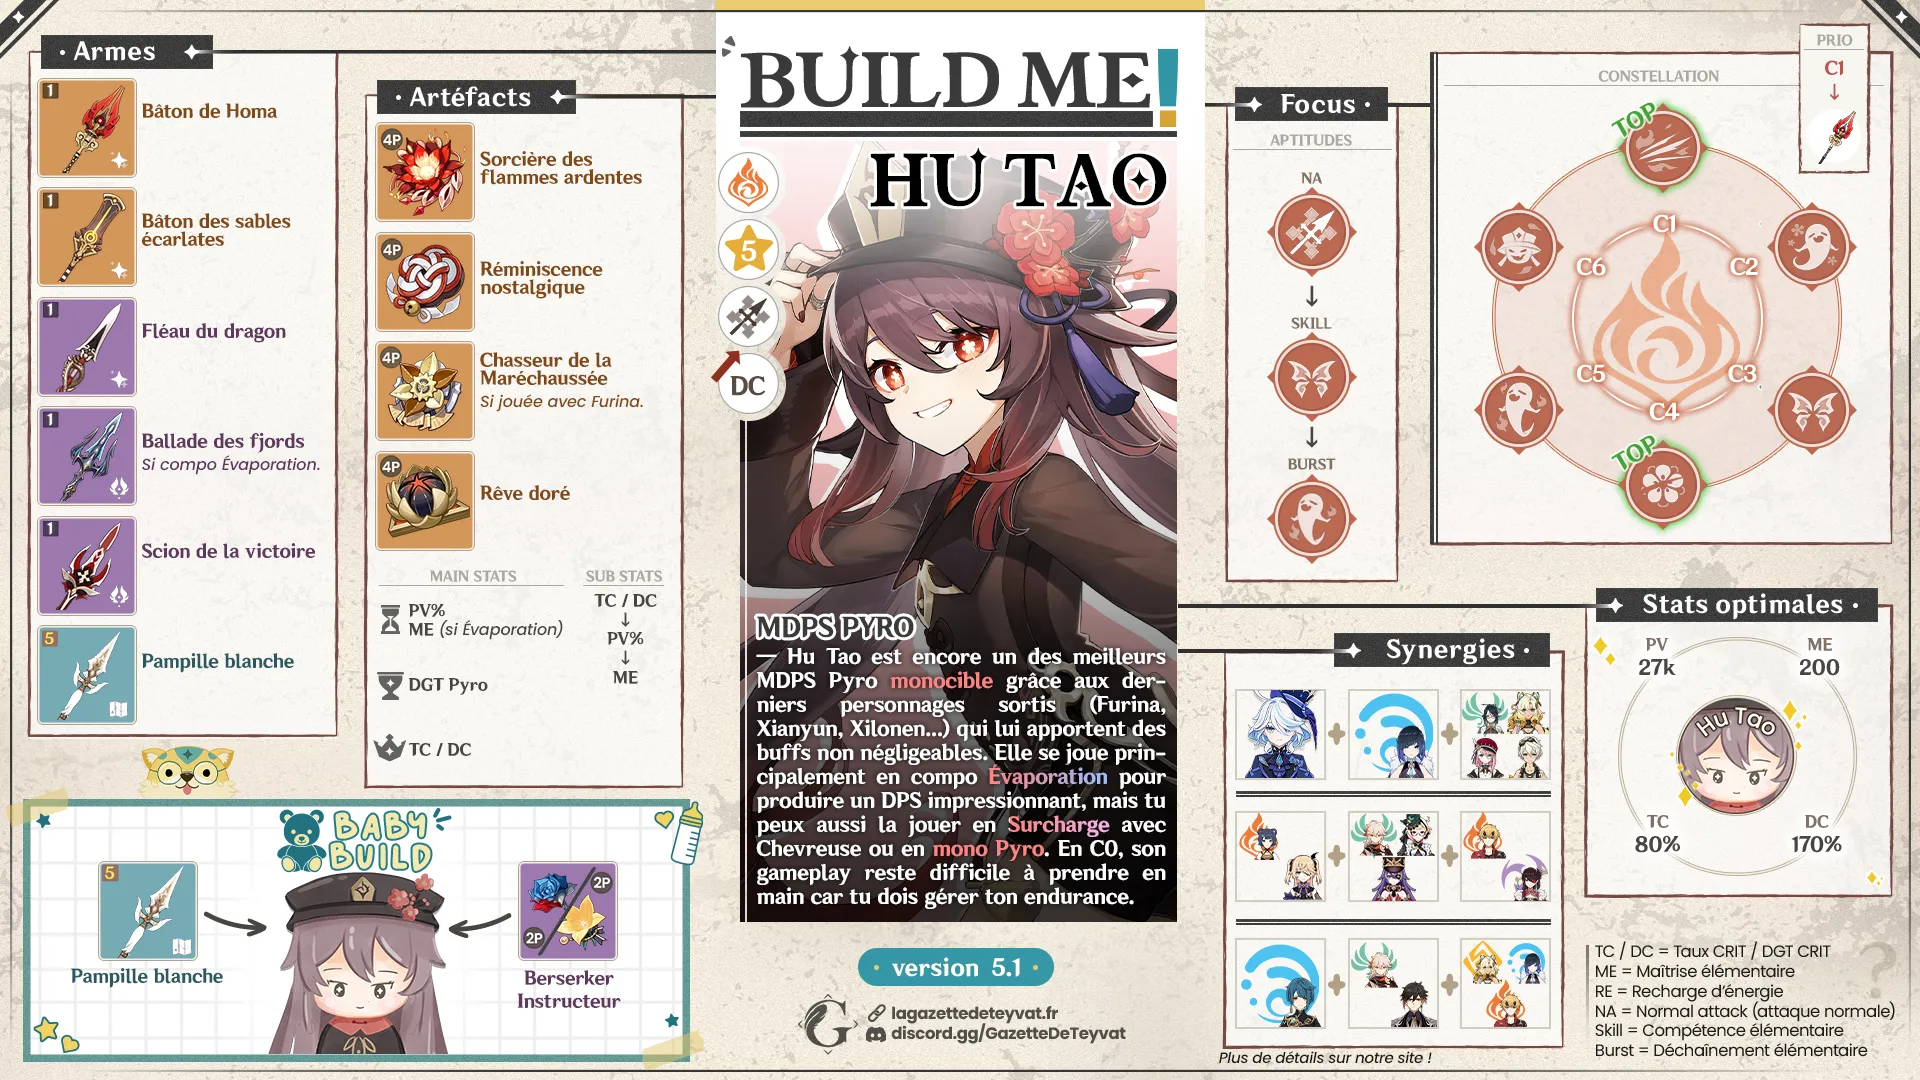 · Armes
1
Bâton de Homa
1
Bâton des sables
écarlates
1
Fléau du dragon
1
Ballade des fjords
Si compo Évaporation.
1
Scion de la victoire
5
Pampille blanche
· Artéfacts
4P
Sorcière des
flammes ardentes
4P
Réminiscence
nostalgique
4P
Chasseur de la
Maréchaussée
Si jouée avec Furina.
4P
Rêve doré
MAIN STATS
PV%
ME (si Évaporation)
DGT Pyro
TC / DC
SUB STATS
TC / DC
↓
PV%
↓
ME
BABY
BUILD
5
Pampille blanche
2P
2P
Berserker
Instructeur
BUILD ME!
HU TAO
5
DC
MDPS PYRO
— Hu Tao est encore un des meilleurs
MDPS Pyro monocible grâce aux der-
niers personnages sortis (Furina,
Xianyun, Xilonen...) qui lui apportent des
buffs non négligeables. Elle se joue prin-
cipalement en compo Évaporation pour
produire un DPS impressionnant, mais tu
peux aussi la jouer en Surcharge avec
Chevreuse ou en mono Pyro. En C0, son
gameplay reste difficile à prendre en
main car tu dois gérer ton endurance.
· version 5.1 ·
lagazettedeteyvat.fr
discord.gg/GazetteDeTeyvat
Focus ·
APTITUDES
NA
↓
SKILL
↓
BURST
CONSTELLATION
PRIO
C1
↓
TOP
C1
C6
C2
C5
C3
C4
TOP
Synergies ·
Plus de détails sur notre site !
Stats optimales ·
PV
27k
ME
200
Hu Tao
TC
80%
DC
170%
TC / DC = Taux CRIT / DGT CRIT
ME = Maîtrise élémentaire
RE = Recharge d'énergie
NA = Normal attack (attaque normale)
Skill = Compétence élémentaire
Burst = Déchaînement élémentaire